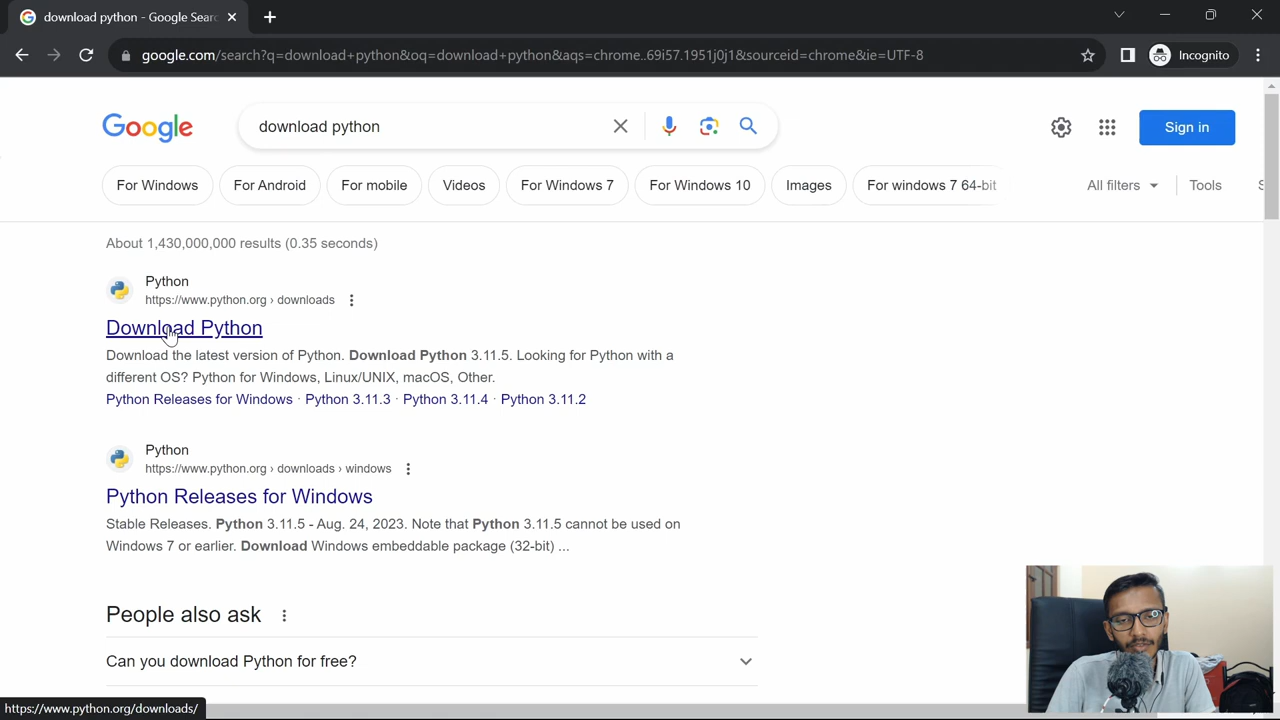 download python - Google Searc
google.com/search?q=download+python&oq=download+python&aqs=chrome..69i57.1951j0j1&sourceid=chrome&ie=UTF-8
Incognito
Google
download python
Sign in
For Windows
For Android
For mobile
Videos
For Windows 7
For Windows 10
Images
For windows 7 64-bit
All filters
Tools
About 1,430,000,000 results (0.35 seconds)
Python
https://www.python.org › downloads
Download Python
Download the latest version of Python. Download Python 3.11.5. Looking for Python with a
different OS? Python for Windows, Linux/UNIX, macOS, Other.
Python Releases for Windows · Python 3.11.3 · Python 3.11.4 · Python 3.11.2
Python
https://www.python.org › downloads › windows
Python Releases for Windows
Stable Releases. Python 3.11.5 - Aug. 24, 2023. Note that Python 3.11.5 cannot be used on
Windows 7 or earlier. Download Windows embeddable package (32-bit) ...
People also ask
Can you download Python for free?
https://www.python.org/downloads/